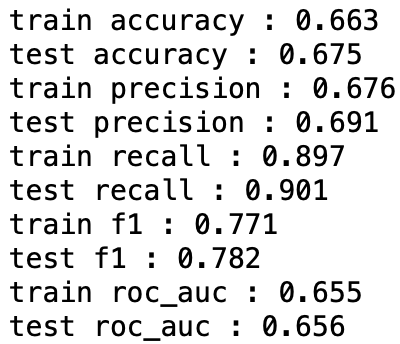 train accuracy : 0.663
test accuracy : 0.675
train precision : 0.676
test precision : 0.691
train recall : 0.897
test recall : 0.901
train f1 : 0.771
test f1 : 0.782
train roc_auc : 0.655
test roc_auc : 0.656